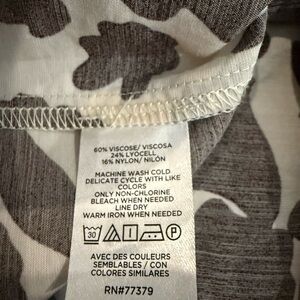 60% VISCOSE/ VISCOSA
24% LYOCELL
16% NYLON/ NILÓN
MACHINE WASH COLD
DELICATE CYCLE WITH LIKE
COLORS
ONLY NON-CHLORINE
BLEACH WHEN NEEDED
LINE DRY
WARM IRON WHEN NEEDED
30 P
AVEC DES COULEURS
SEMBLABLES / CON
COLORES SIMILARES
RN#77379